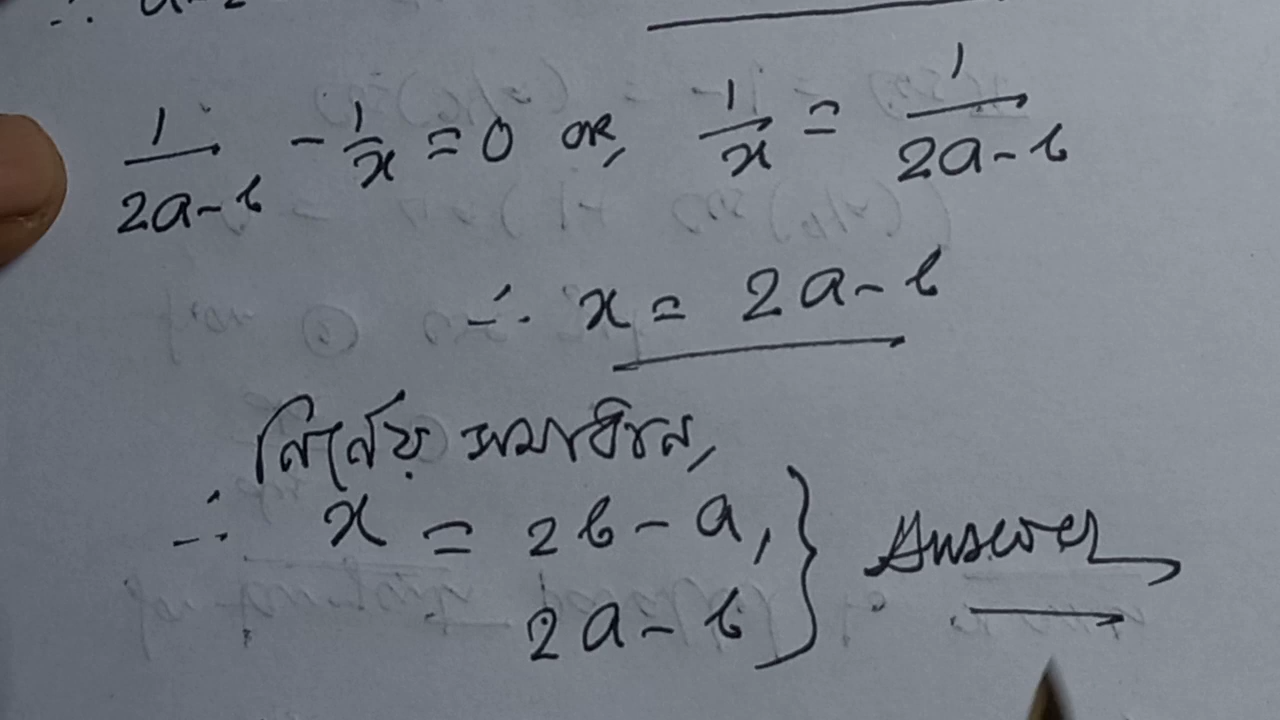 1/(2a-b) - 1/x = 0 or, 1/x = 1/(2a-b)
∴ x = 2a-b
নির্নেয় সমাধান,
∴ x = 2b-a,
2a-b } Answer